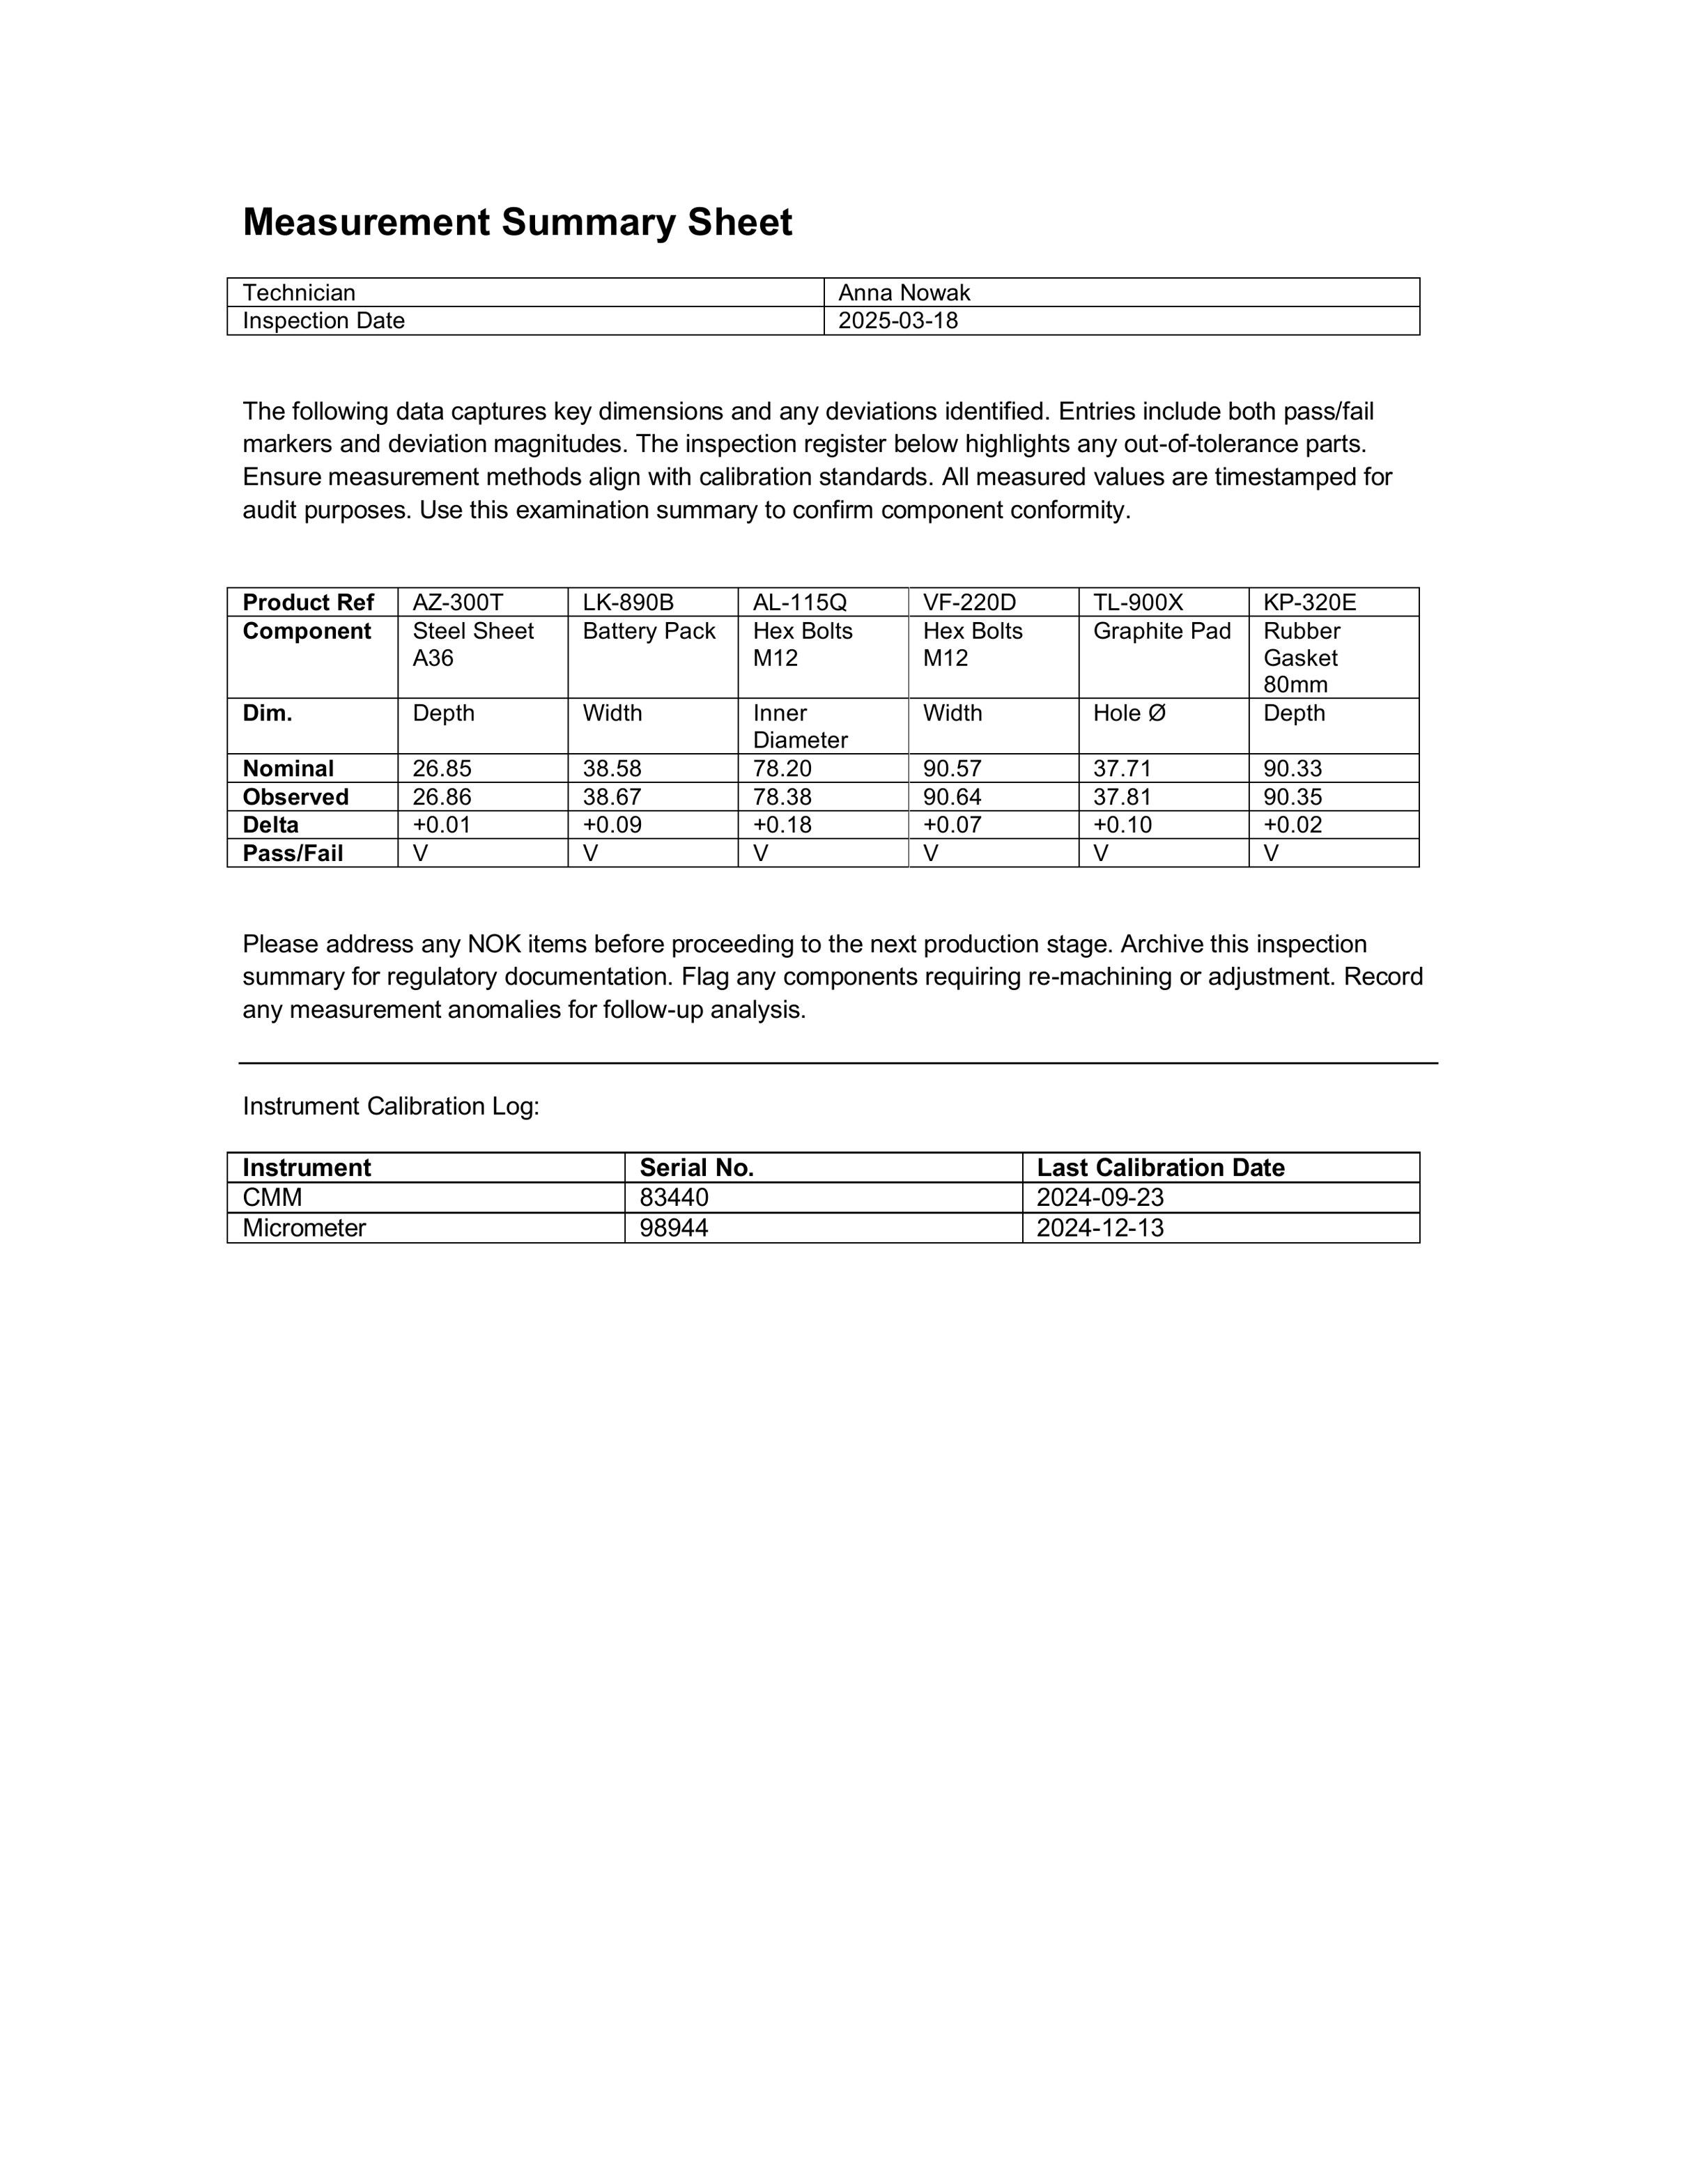 Measurement Summary Sheet
Technician Anna Nowak
Inspection Date 2025-03-18
The following data captures key dimensions and any deviations identified. Entries include both pass/fail
markers and deviation magnitudes. The inspection register below highlights any out-of-tolerance parts.
Ensure measurement methods align with calibration standards. All measured values are timestamped for
audit purposes. Use this examination summary to confirm component conformity.
Product Ref AZ-300T LK-890B AL-115Q VF-220D TL-900X KP-320E
Component Steel Sheet Battery Pack Hex Bolts Hex Bolts Graphite Pad Rubber
A36 M12 M12 Gasket
80mm
Dim. Depth Width Inner Width Hole Ø Depth
Diameter
Nominal 26.85 38.58 78.20 90.57 37.71 90.33
Observed 26.86 38.67 78.38 90.64 37.81 90.35
Delta +0.01 +0.09 +0.18 +0.07 +0.10 +0.02
Pass/Fail V V V V V V
Please address any NOK items before proceeding to the next production stage. Archive this inspection
summary for regulatory documentation. Flag any components requiring re-machining or adjustment. Record
any measurement anomalies for follow-up analysis.
Instrument Calibration Log:
Instrument Serial No. Last Calibration Date
CMM 83440 2024-09-23
Micrometer 98944 2024-12-13